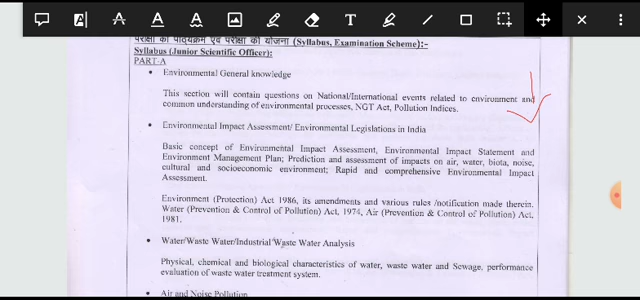 परीक्षा का पाठ्यक्रम एवं परीक्षा की योजना (Syllabus, Examination Scheme):-
Syllabus (Junior Scientific Officer):
PART-A
• Environmental General knowledge
This section will contain questions on National/International events related to environment and
common understanding of environmental processes, NGT Act, Pollution Indices.
• Environmental Impact Assessment/ Environmental Legislations in India
Basic concept of Environmental Impact Assessment, Environmental Impact Statement and
Environment Management Plan; Prediction and assessment of impacts on air, water, biota, noise,
cultural and socioeconomic environment; Rapid and comprehensive Environmental Impact
Assessment.
Environment (Protection) Act 1986, its amendments and various rules /notification made therein.
Water (Prevention & Control of Pollution) Act, 1974, Air (Prevention & Control of Pollution) Act,
1981.
• Water/Waste Water/Industrial Waste Water Analysis
Physical, chemical and biological characteristics of water, waste water and Sewage, performance
evaluation of waste water treatment system.
• Air and Noise Pollution